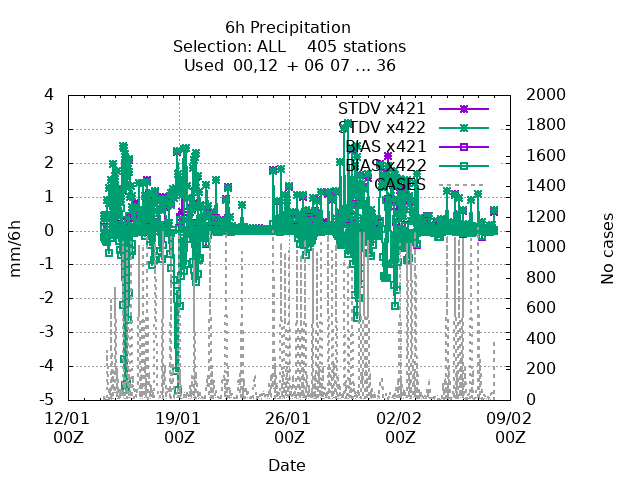 6h Precipitation
Selection: ALL 405 stations
Used 00,12 + 06 07 ... 36
4
3
2
1
0
-1
-2
-3
-4
-5
mm/6h
STDV x421
STDV x422
BIAS x421
BIAS x422
CASES
2000
1800
1600
1400
1200
1000
800
600
400
200
0
No cases
12/01 19/01 26/01 02/02 09/02
00Z 00Z 00Z 00Z 00Z
Date